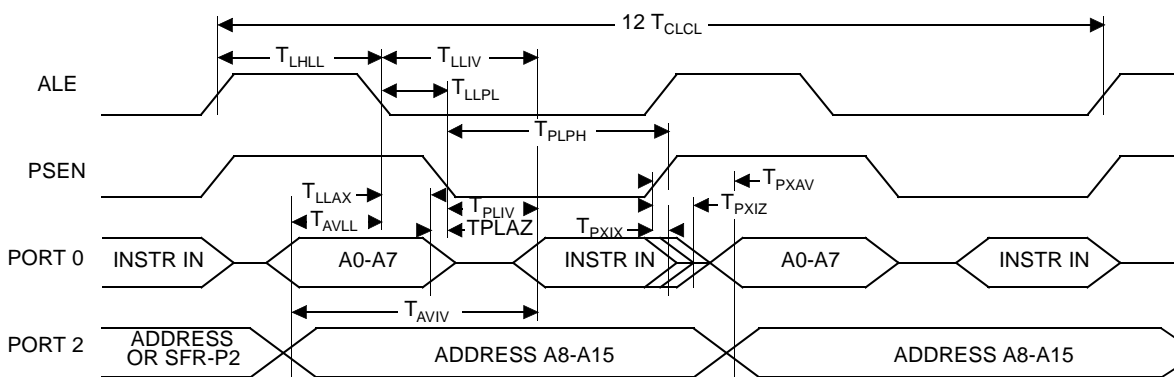 12 TCLCL
TLHLL TLLIV
ALE
TLLPL
TPLPH
PSEN
TLLAX TPXAV
TPLIV TPXIZ
TAVLL TPLAZ TPXIX
PORT 0 INSTR IN A0-A7 INSTR IN A0-A7 INSTR IN
TAVIV
PORT 2 ADDRESS
OR SFR-P2 ADDRESS A8-A15 ADDRESS A8-A15